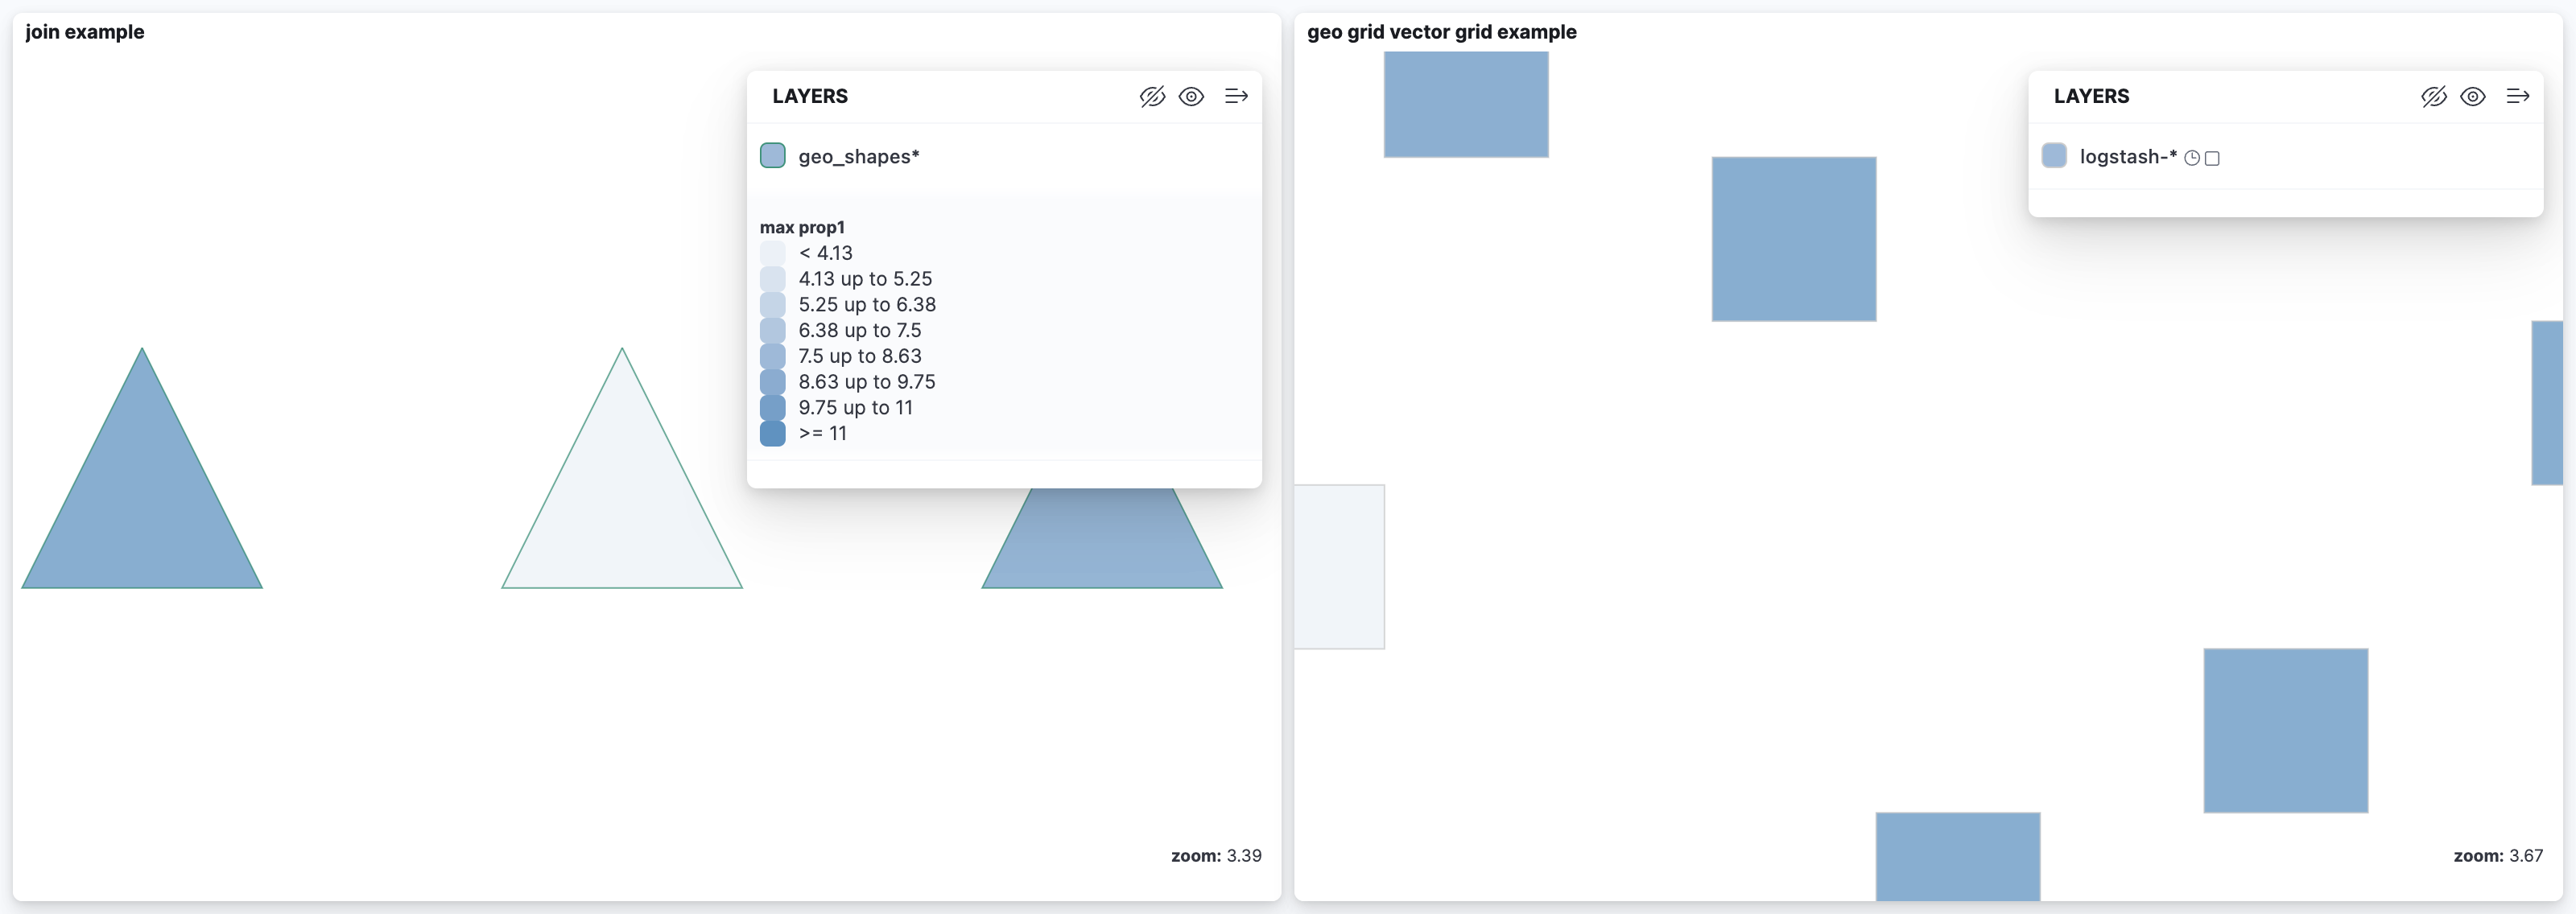 join example
LAYERS
geo_shapes*
max prop1
< 4.13
4.13 up to 5.25
5.25 up to 6.38
6.38 up to 7.5
7.5 up to 8.63
8.63 up to 9.75
9.75 up to 11
>= 11
zoom: 3.39
geo grid vector grid example
LAYERS
logstash-*
zoom: 3.67